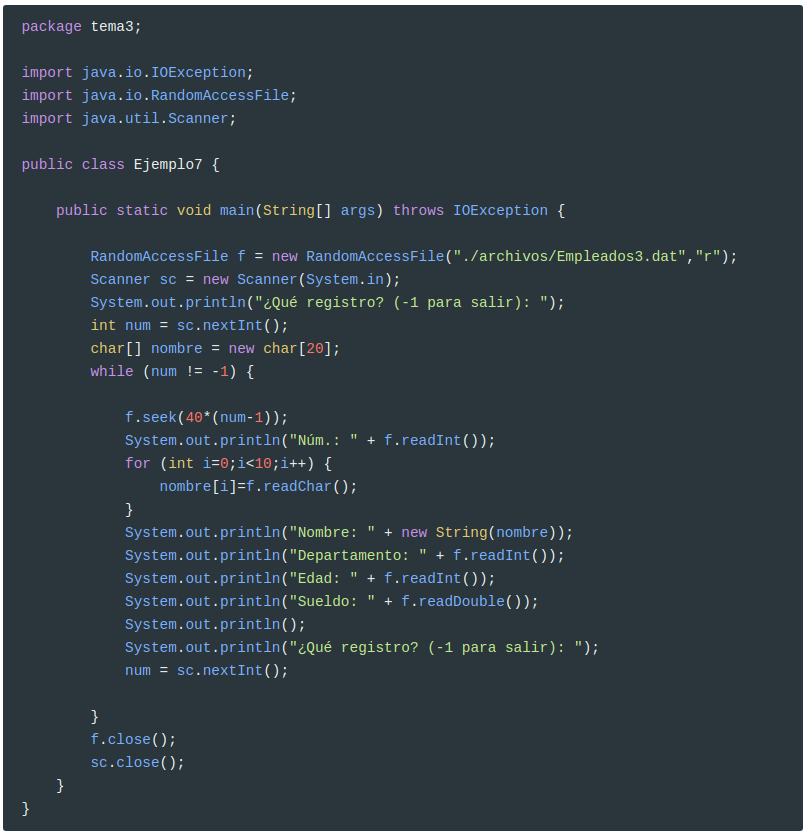 package tema3;
import java.io.IOException;
import java.io.RandomAccessFile;
import java.util.Scanner;
public class Ejemplo7 {
public static void main(String[] args) throws IOException {
RandomAccessFile f = new RandomAccessFile("./archivos/Empleados3.dat","r");
Scanner sc = new Scanner(System.in);
System.out.println("¿Qué registro? (-1 para salir): ");
int num = sc.nextInt();
char[] nombre = new char[20];
while (num != -1) {
f.seek(40*(num-1));
System.out.println("Núm.: " + f.readInt());
for (int i=0;i<10;i++) {
nombre[i]=f.readChar();
}
System.out.println("Nombre: " + new String(nombre));
System.out.println("Departamento: " + f.readInt());
System.out.println("Edad: " + f.readInt());
System.out.println("Sueldo: " + f.readDouble());
System.out.println();
System.out.println("¿Qué registro? (-1 para salir): ");
num = sc.nextInt();
}
f.close();
sc.close();
}
}